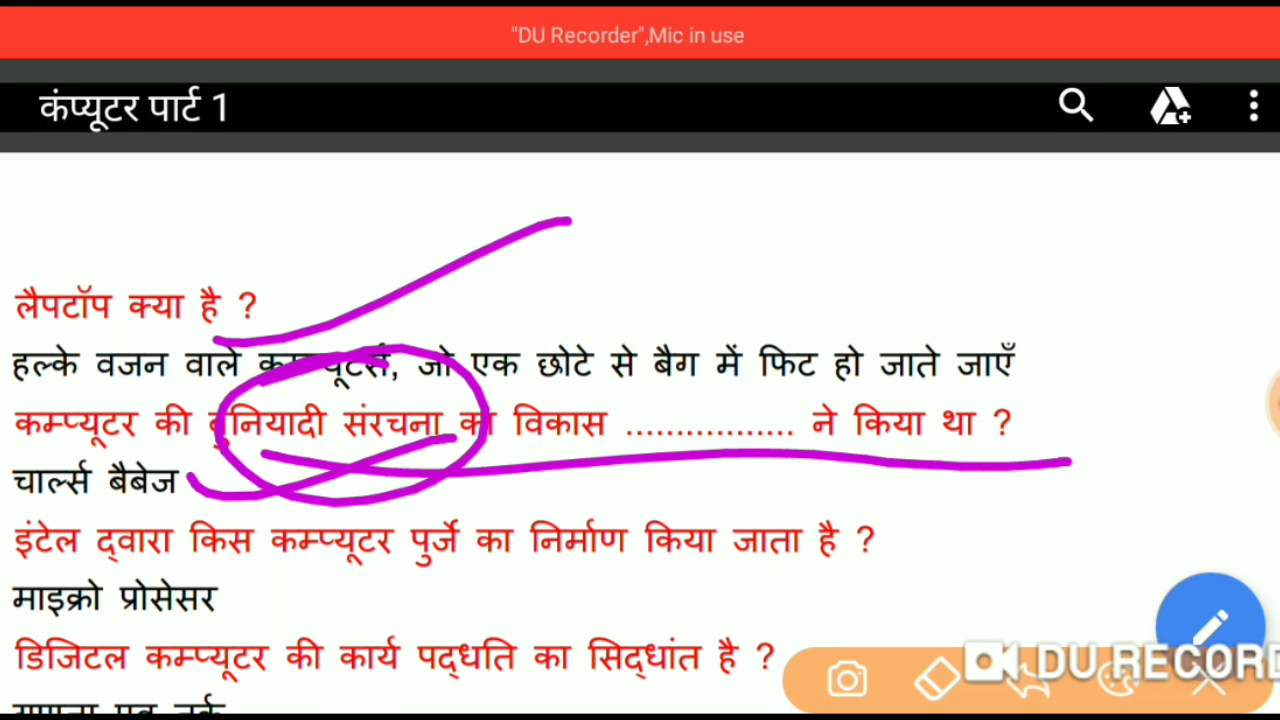 "DU Recorder",Mic in use
कंप्यूटर पार्ट 1
लैपटॉप क्या है ?
हल्के वजन वाले कम्प्यूटर्स, जो एक छोटे से बैग में फिट हो जाते जाएँ
कम्प्यूटर की बुनियादी संरचना का विकास ................. ने किया था ?
चार्ल्स बैबेज
इंटेल द्वारा किस कम्प्यूटर पुर्जे का निर्माण किया जाता है ?
माइक्रो प्रोसेसर
डिजिटल कम्प्यूटर की कार्य पद्धति का सिद्धांत है ?
DU RECORD